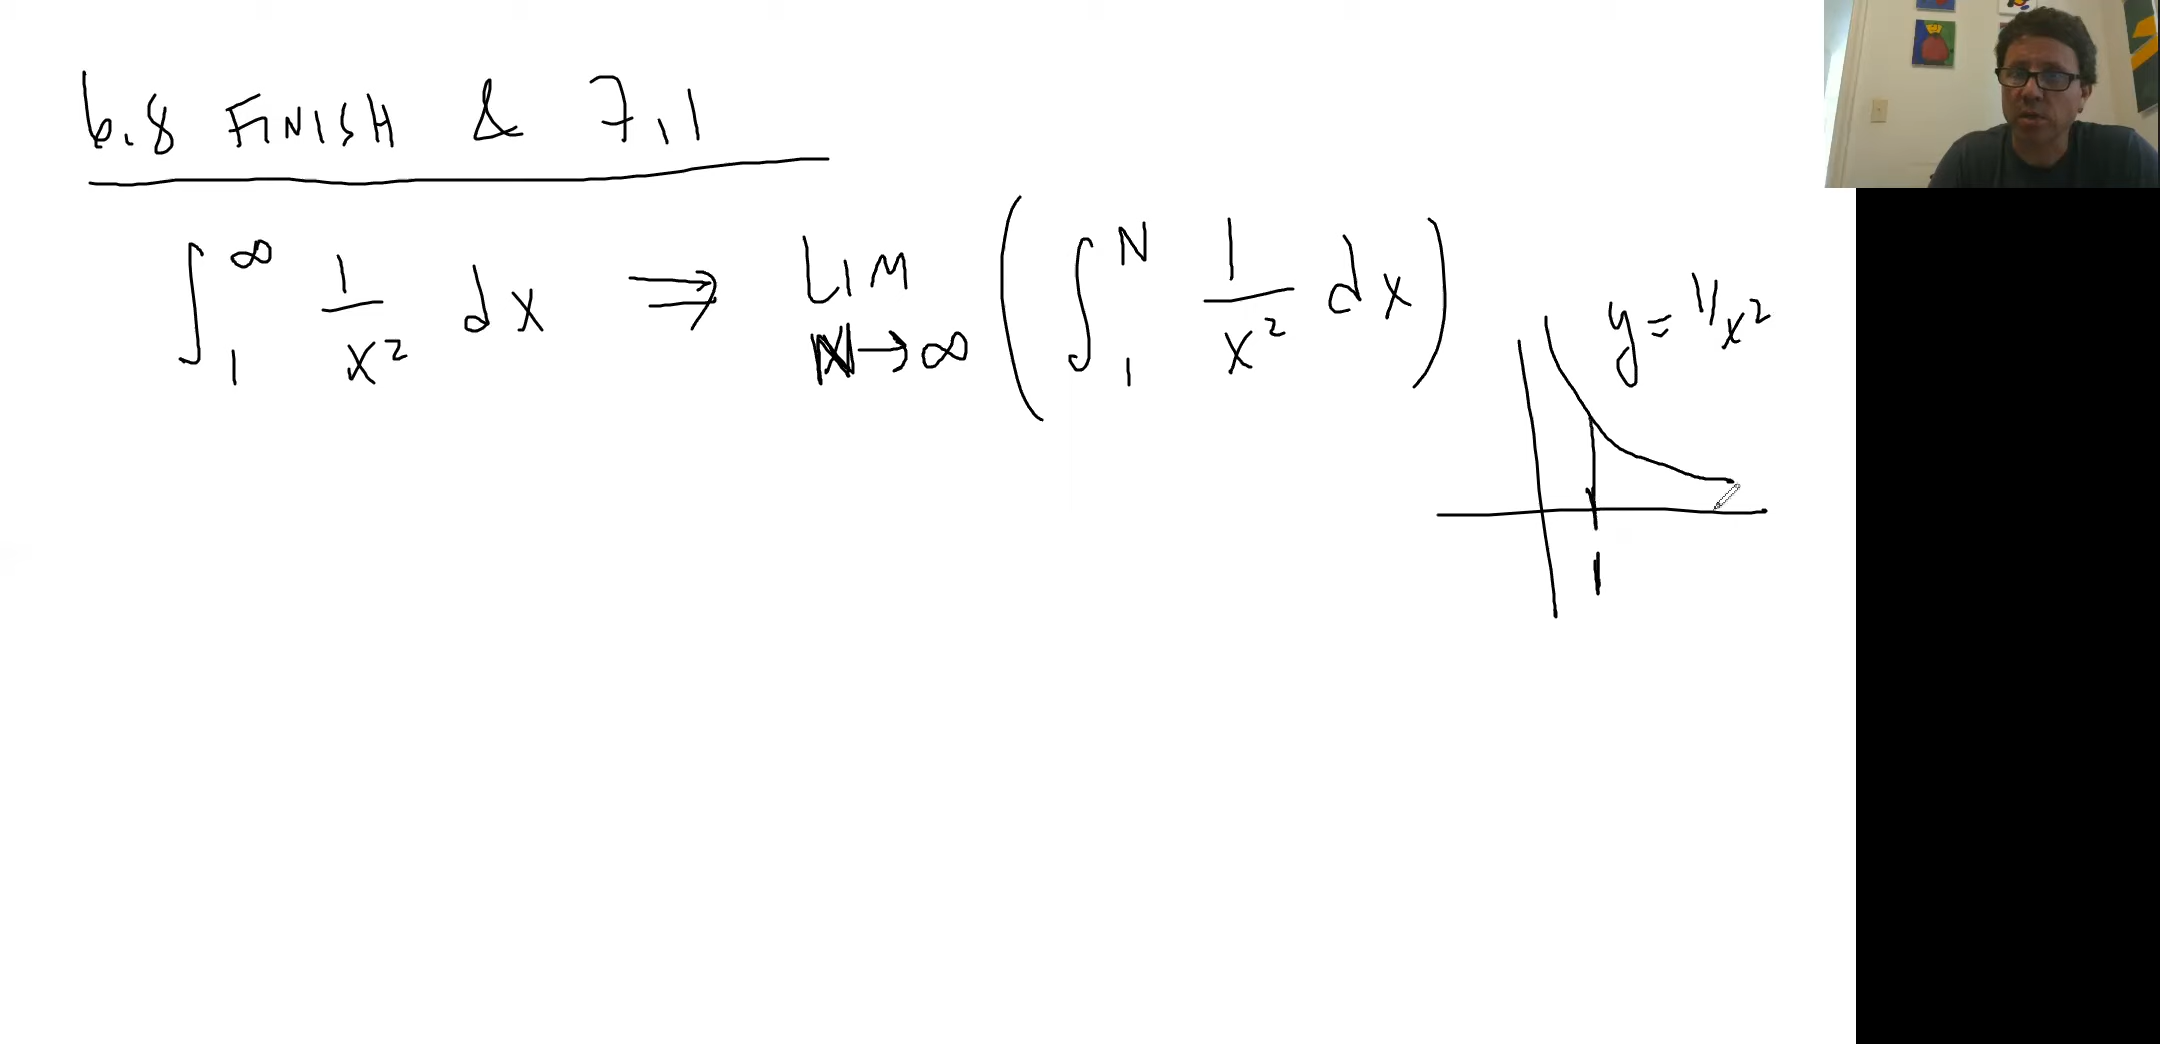 6.8 FINISH & 7.1
∫₁^∞ 1/x² dx ⇒ LIM N→∞ (∫₁^N 1/x² dx)
y = 1/x²
1